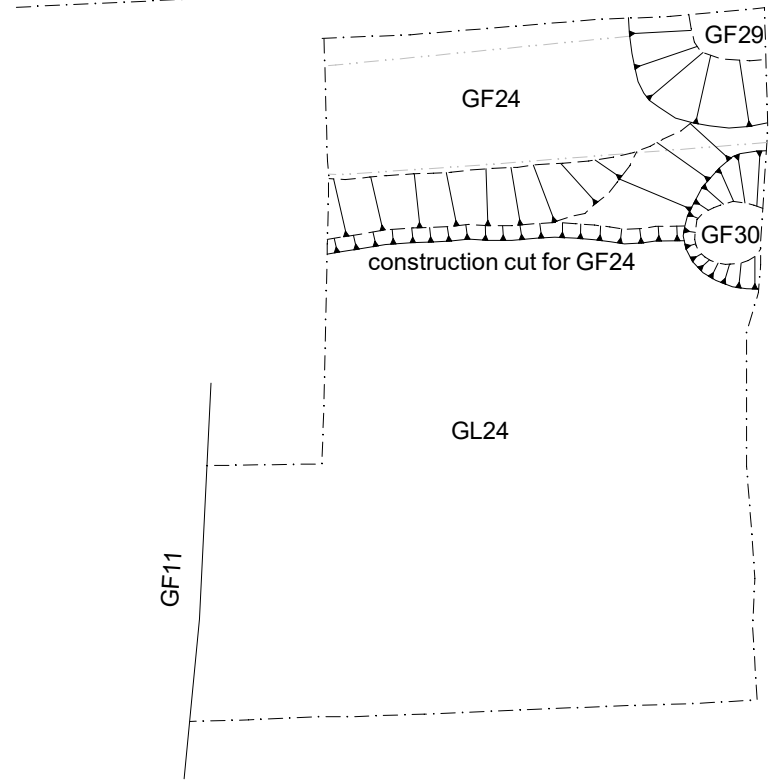 GF29
GF24
GF30
construction cut for GF24
GL24
GF11